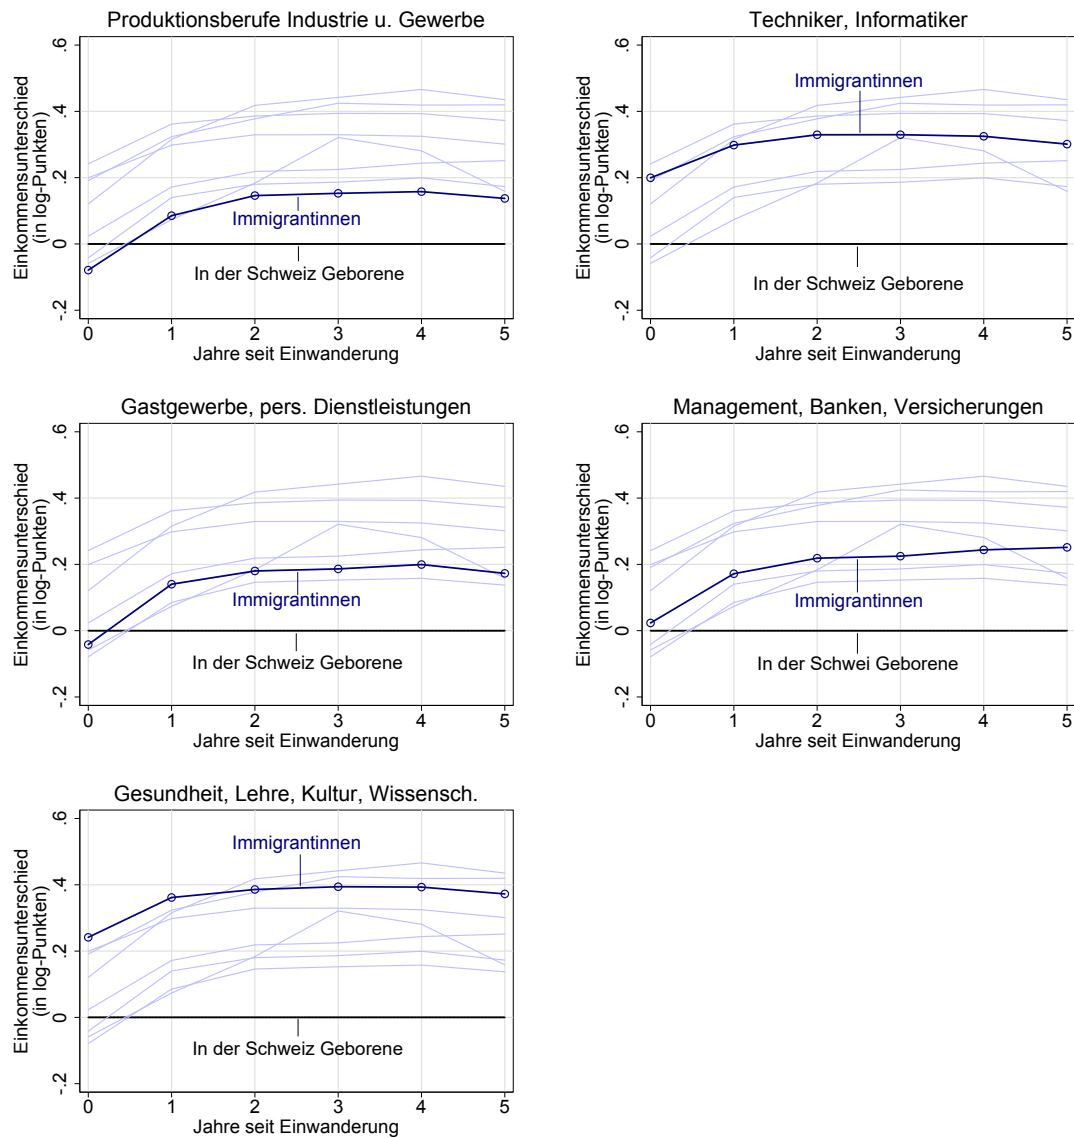 Produktionsberufe Industrie u. Gewerbe
Einkommensunterschied
(in log-Punkten)
.6
.4
.2
0
-.2
Immigrantinnen
In der Schweiz Geborene
0 1 2 3 4 5
Jahre seit Einwanderung
Techniker, Informatiker
Einkommensunterschied
(in log-Punkten)
.6
.4
.2
0
-.2
Immigrantinnen
In der Schweiz Geborene
0 1 2 3 4 5
Jahre seit Einwanderung
Gastgewerbe, pers. Dienstleistungen
Einkommensunterschied
(in log-Punkten)
.6
.4
.2
0
-.2
Immigrantinnen
In der Schweiz Geborene
0 1 2 3 4 5
Jahre seit Einwanderung
Management, Banken, Versicherungen
Einkommensunterschied
(in log-Punkten)
.6
.4
.2
0
-.2
Immigrantinnen
In der Schwei Geborene
0 1 2 3 4 5
Jahre seit Einwanderung
Gesundheit, Lehre, Kultur, Wissensch.
Einkommensunterschied
(in log-Punkten)
.6
.4
.2
0
-.2
Immigrantinnen
In der Schweiz Geborene
0 1 2 3 4 5
Jahre seit Einwanderung